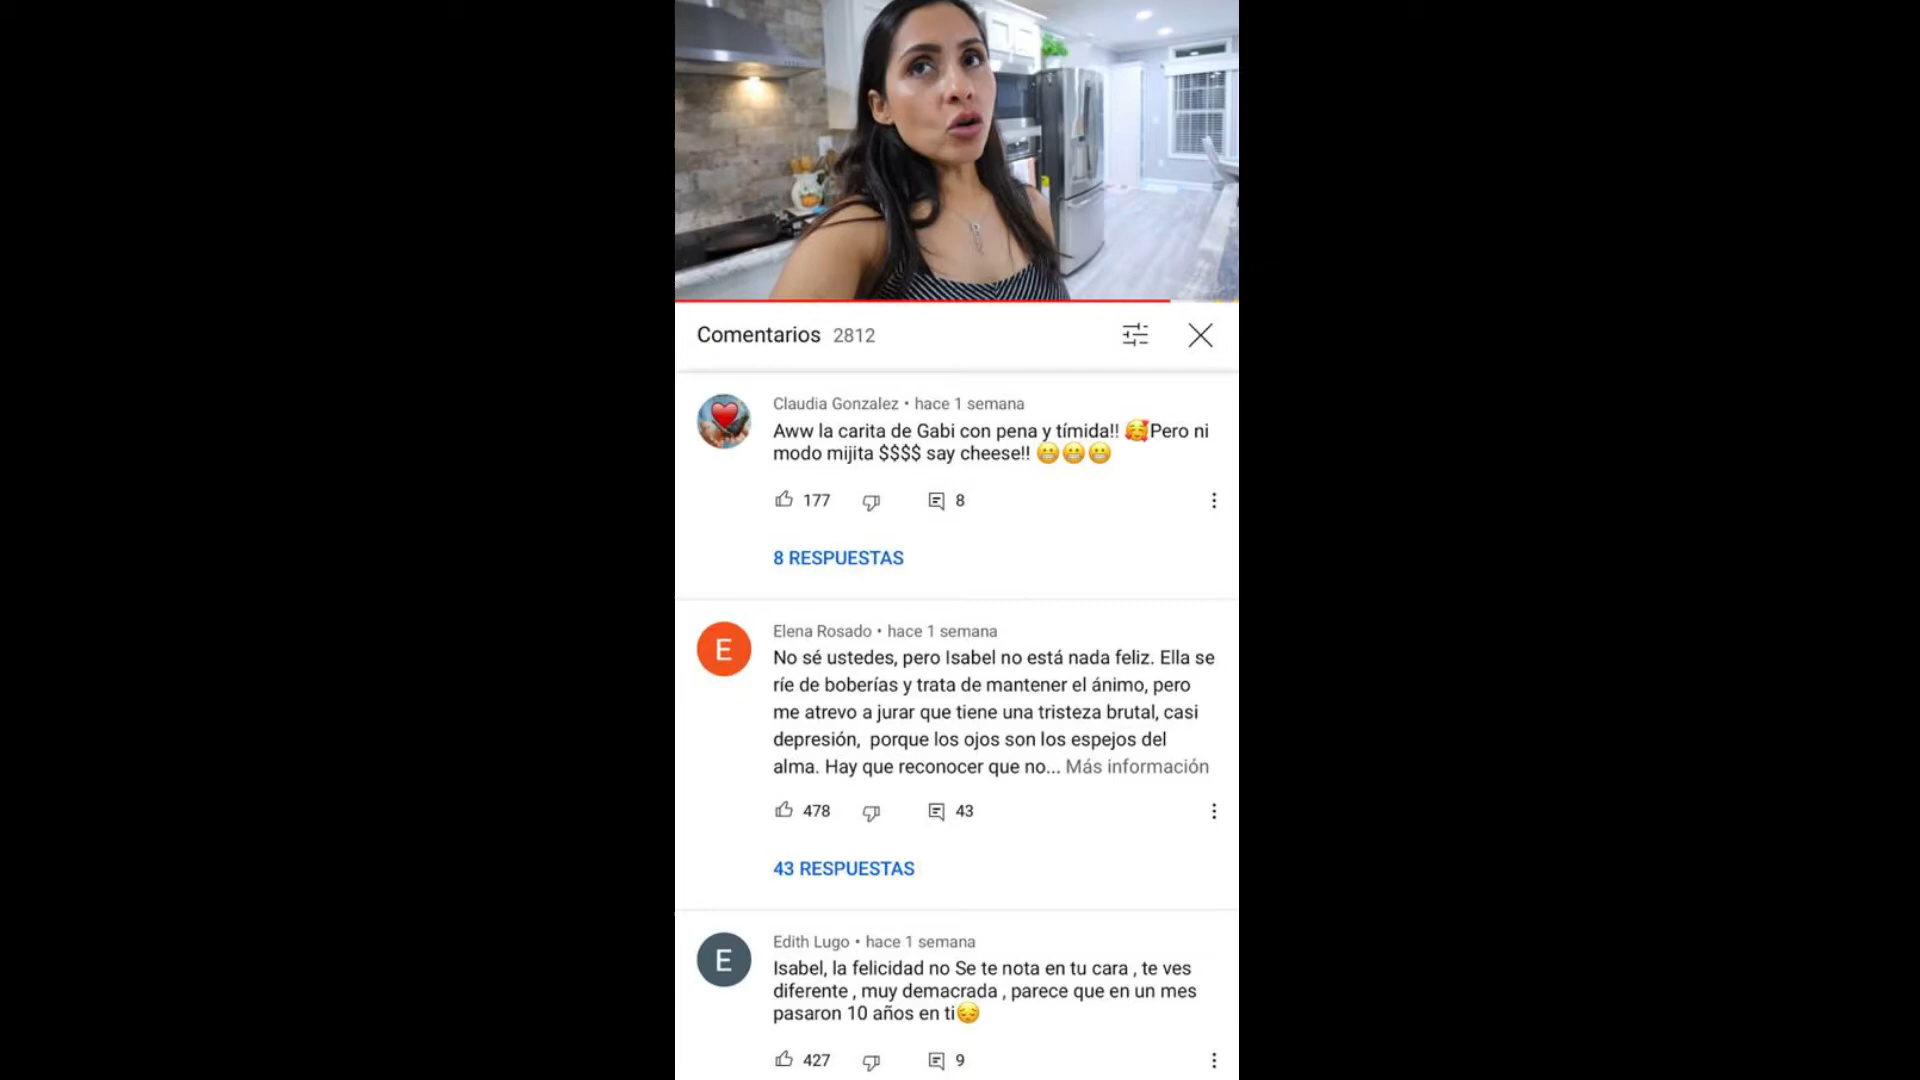 Comentarios 2812
Claudia Gonzalez • hace 1 semana
Aww la carita de Gabi con pena y tímida!! 🥰Pero ni
modo mijita $$$$ say cheese!! 😬😬😬
177 8
8 RESPUESTAS
E
Elena Rosado • hace 1 semana
No sé ustedes, pero Isabel no está nada feliz. Ella se
ríe de boberías y trata de mantener el ánimo, pero
me atrevo a jurar que tiene una tristeza brutal, casi
depresión,  porque los ojos son los espejos del
alma. Hay que reconocer que no... Más información
478 43
43 RESPUESTAS
E
Edith Lugo • hace 1 semana
Isabel, la felicidad no Se te nota en tu cara , te ves
diferente , muy demacrada , parece que en un mes
pasaron 10 años en ti😔
427 9